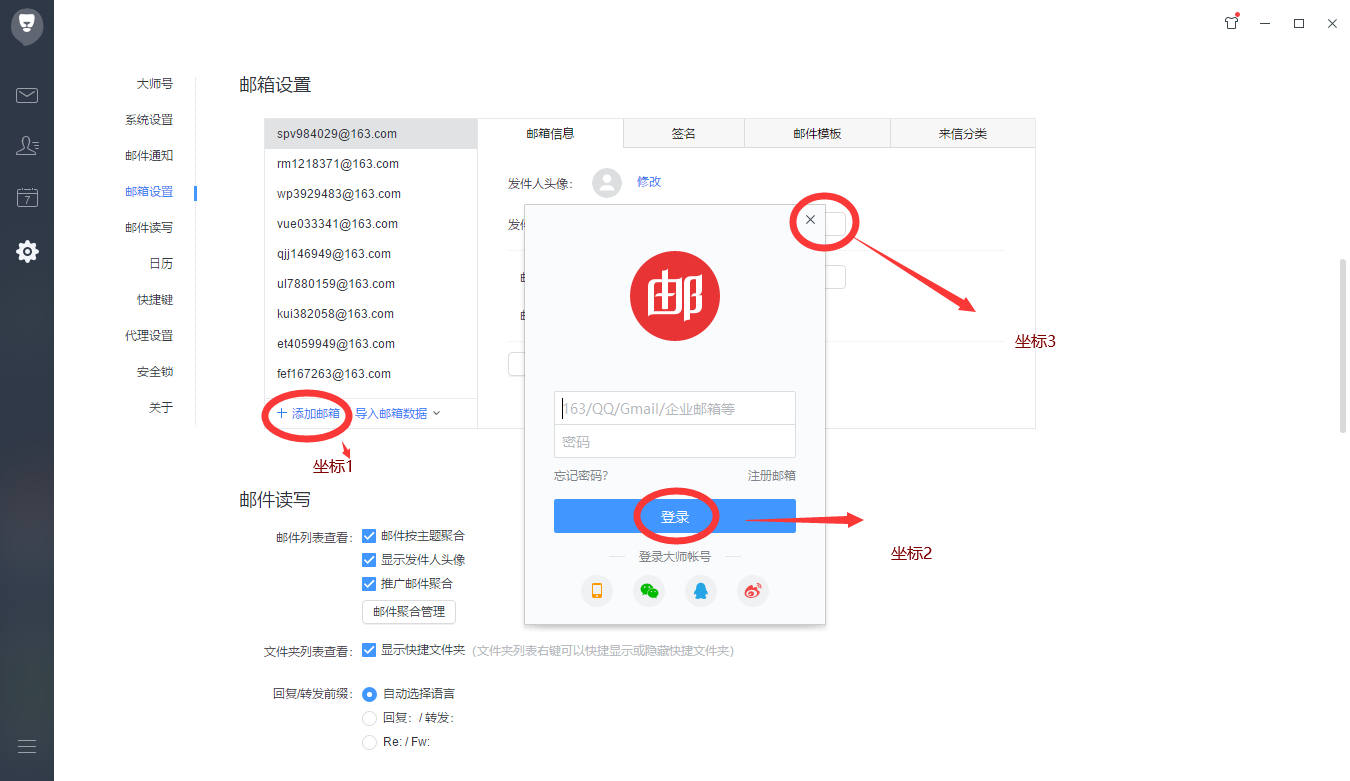 7
大师号
系统设置
邮件通知
邮箱设置
邮件读写
日历
快捷键
代理设置
安全锁
关于
邮箱设置
spv984029@163.com
rm1218371@163.com
wp3929483@163.com
vue033341@163.com
qjj146949@163.com
ul7880159@163.com
kui382058@163.com
et4059949@163.com
fef167263@163.com
+ 添加邮箱 导入邮箱数据
坐标1
邮箱信息 签名 邮件模板 来信分类
发件人头像: 修改
发
坐标3
邮
163/QQ/Gmail/企业邮箱等
密码
忘记密码? 注册邮箱
登录
坐标2
登录大师帐号
邮件读写
邮件列表查看: 邮件按主题聚合
显示发件人头像
推广邮件聚合
邮件聚合管理
文件夹列表查看: 显示快捷文件夹 (文件夹列表右键可以快捷显示或隐藏快捷文件夹)
回复/转发前缀: 自动选择语言
回复: / 转发:
Re: / Fw: